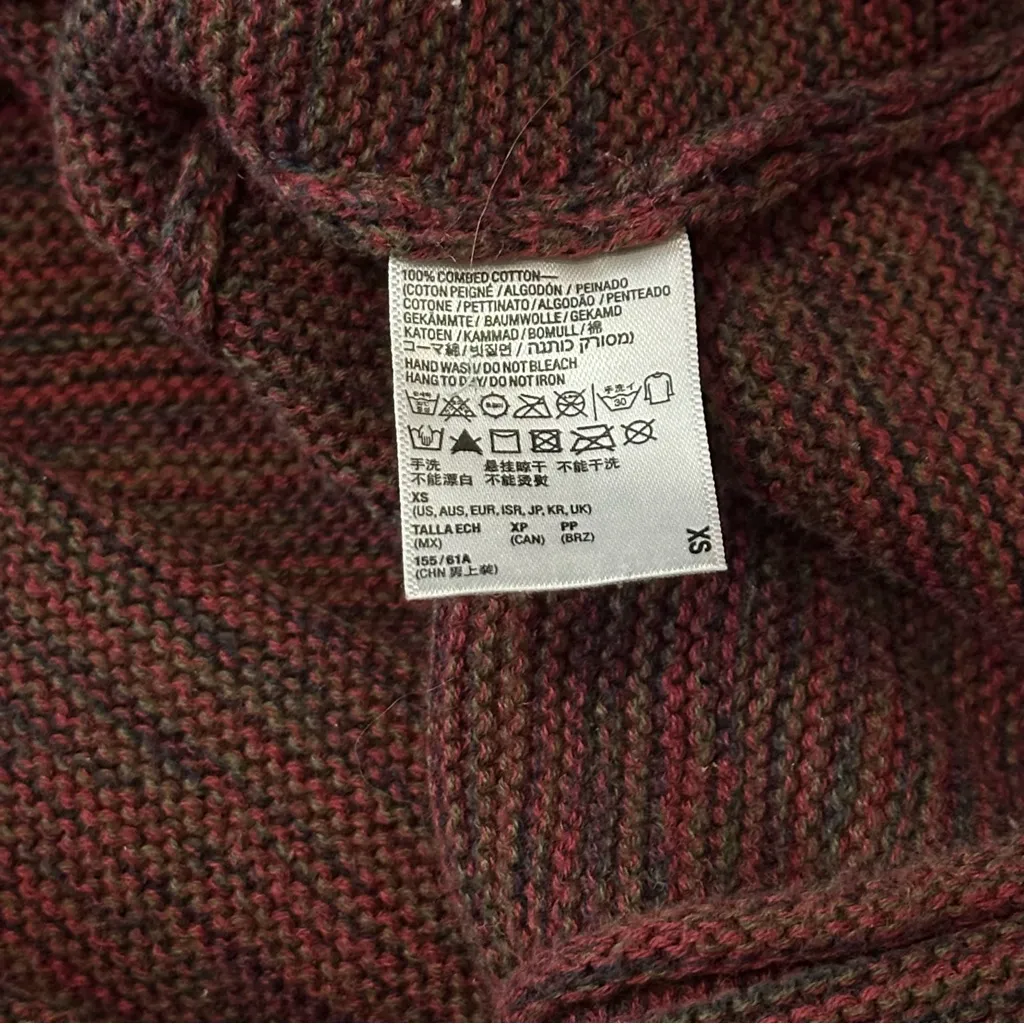 100% COMBED COTTON—
(COTON PEIGNÉ / ALGODÓN / PEINADO
COTONE / PETTINATO / ALGODÃO / PENTEADO
GEKÄMMTE / BAUMWOLLE / GEKAMD
KATOEN / KAMMAD / BOMULL / 棉
コーマ綿 / 빗질면 / מסורק כותנה)
HAND WASH / DO NOT BLEACH
HANG TO DRY / DO NOT IRON
手洗イ
30
手洗 悬挂晾干 不能干洗
不能漂白 不能烫熨
XS
(US, AUS, EUR, ISR, JP, KR, UK)
TALLA ECH XP PP
(MX) (CAN) (BRZ)
155 / 61A
(CHN 男上装)
XS